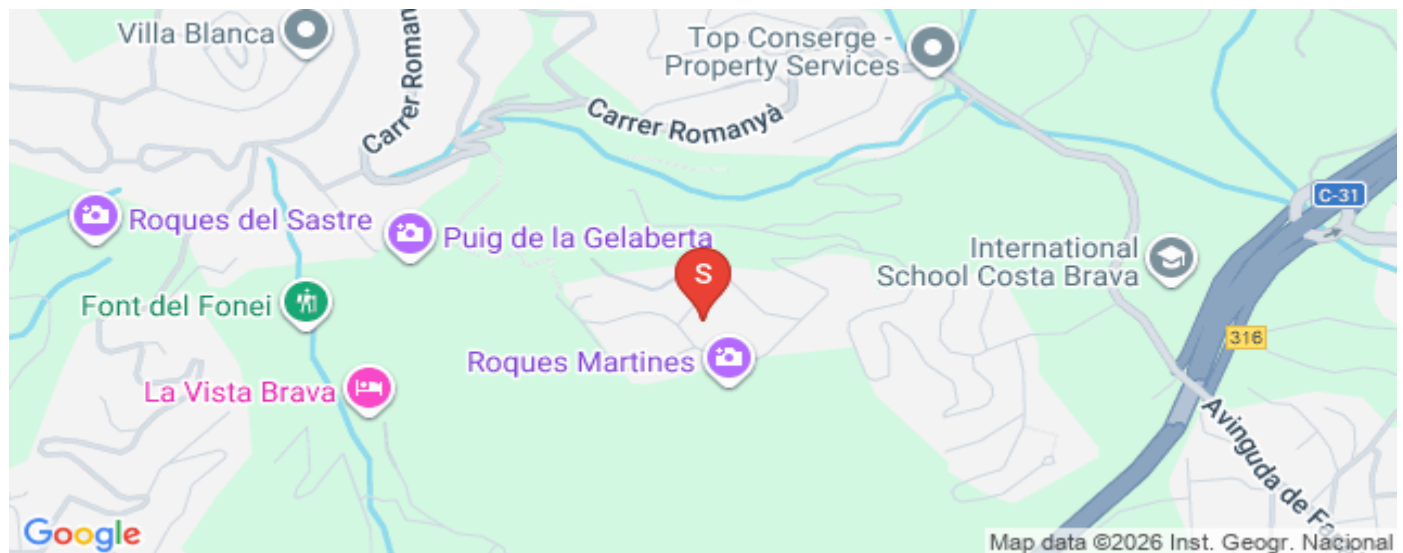 Villa Blanca
Top Conserge -
Property Services
Carrer Roman
Carrer Romanyà
C-31
Roques del Sastre
Puig de la Gelaberta
International
School Costa Brava
S
Font del Fonei
316
Roques Martines
La Vista Brava
Avinguda de Fa
Google
Map data ©2026 Inst. Geogr. Nacional